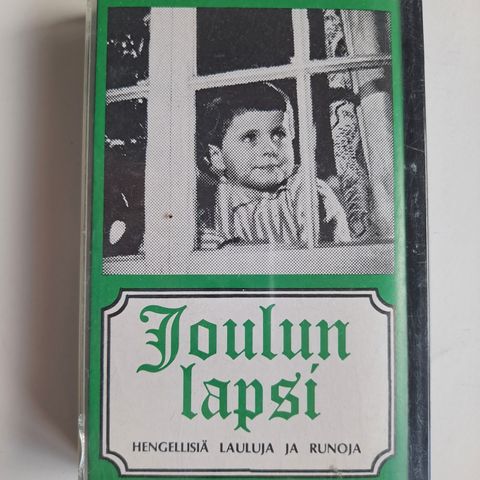 Joulun
lapsi
HENGELLISIÄ LAULUJA JA RUNOJA